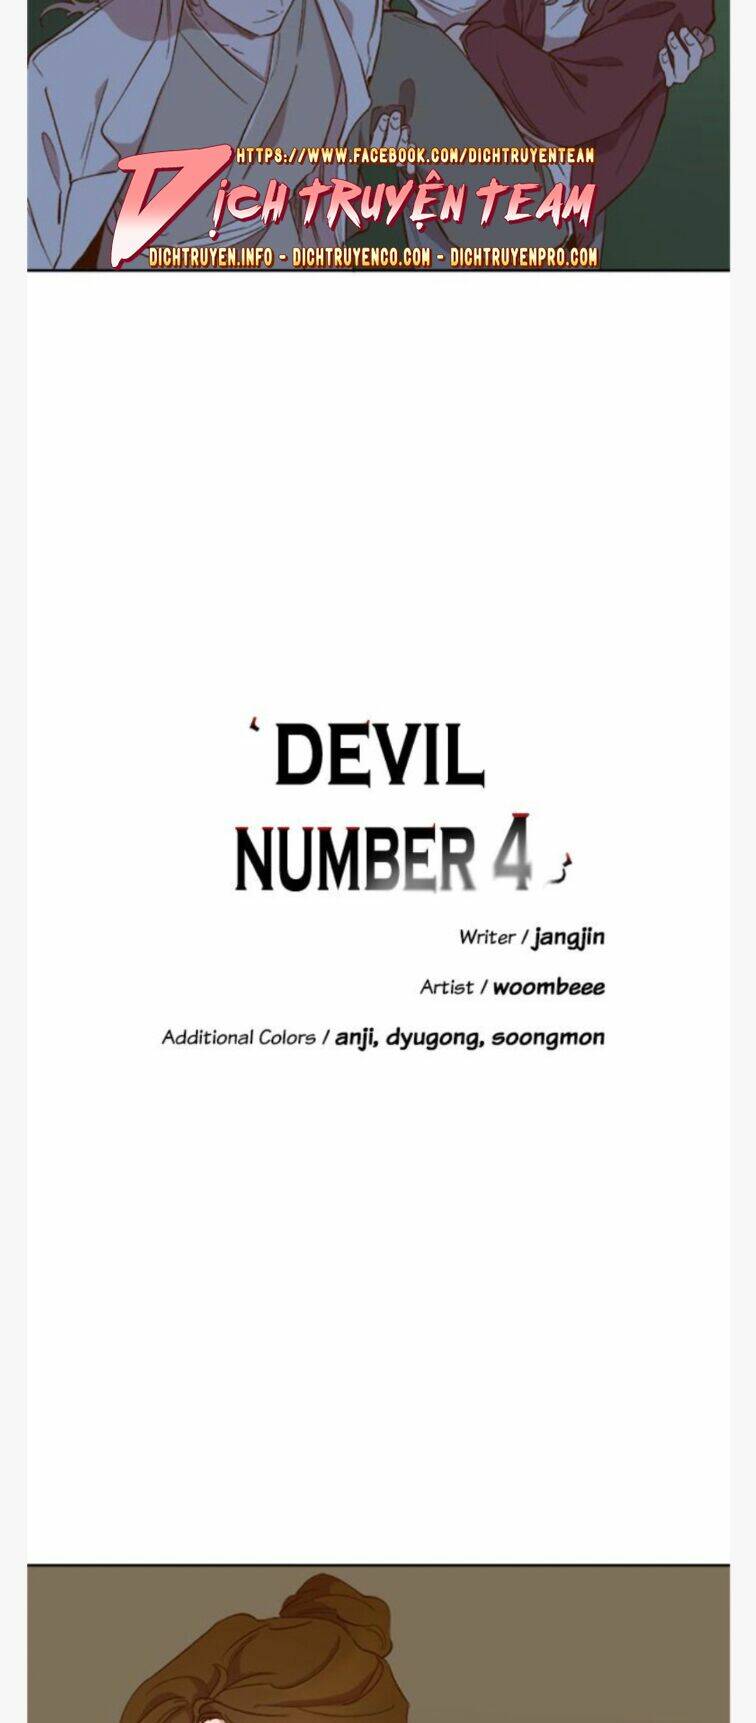 HTTPS://WWW.FACEBOOK.COM/DICHTRUYENTEAM
DỊCH TRUYỆN TEAM
DICHTRUYEN.INFO - DICHTRUYENCO.COM - DICHTRUYENPRO.COM
' DEVIL
NUMBER 4 '
Writer / jangjin
Artist / woombeee
Additional Colors / anji, dyugong, soongmon